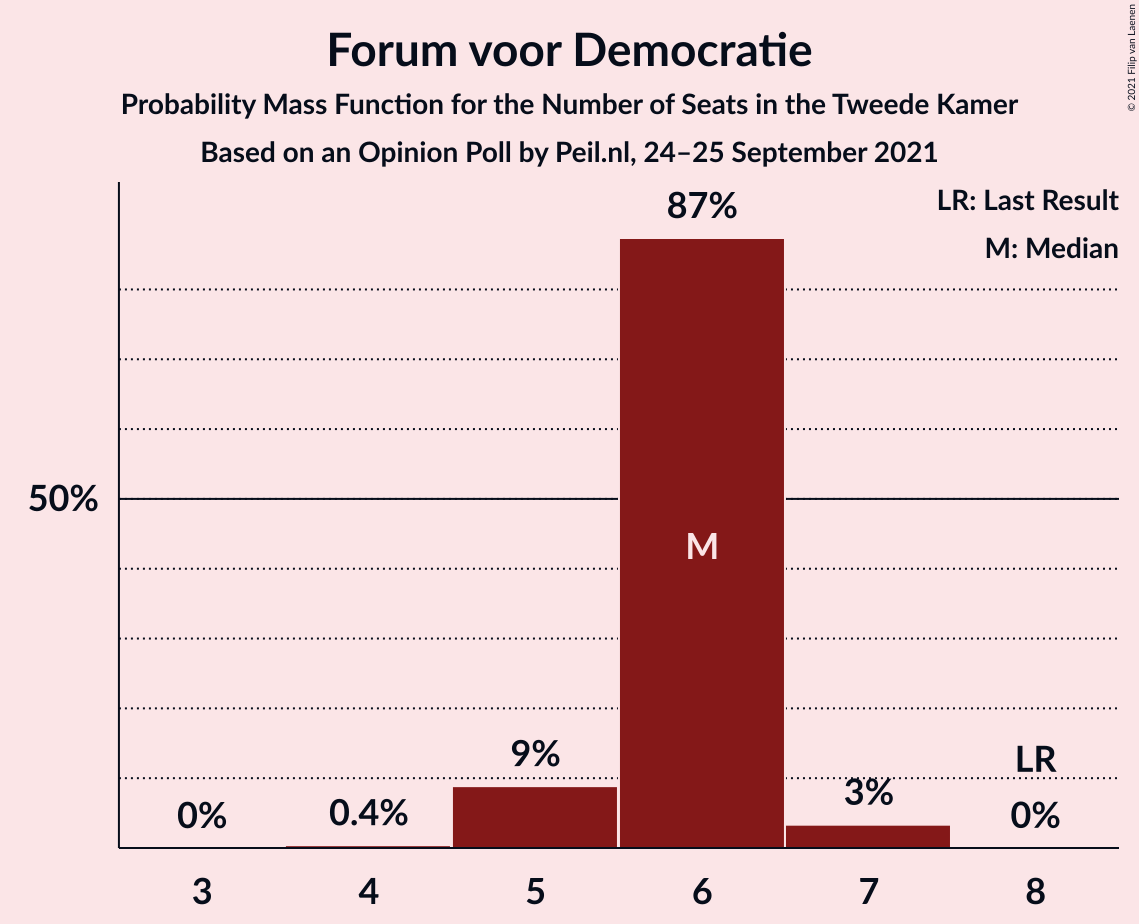 Forum voor Democratie
Probability Mass Function for the Number of Seats in the Tweede Kamer
Based on an Opinion Poll by Peil.nl, 24–25 September 2021
© 2021 Filip van Laenen
LR: Last Result
M: Median
87%
50%
M
9%
LR
0%
0.4%
3%
0%
3
4
5
6
7
8